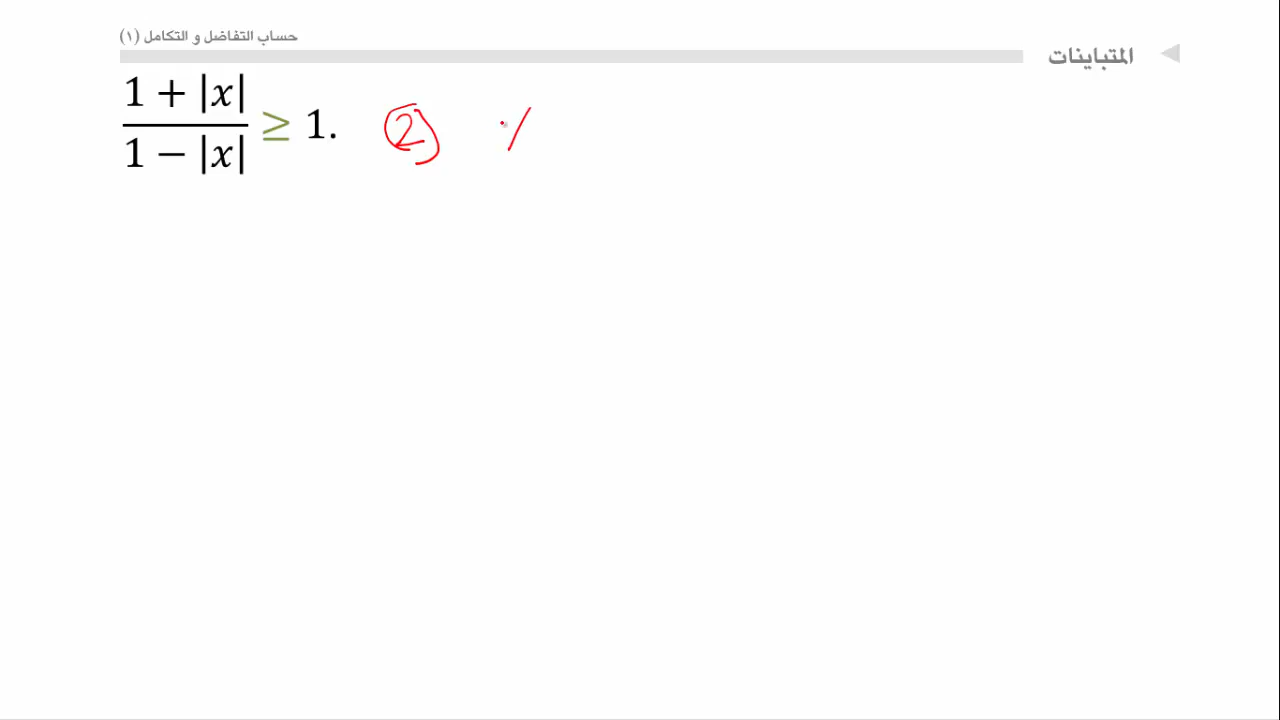 حساب التفاضل و التكامل (١)
المتباينات
1 + |x|
1 − |x|
≥ 1.
2